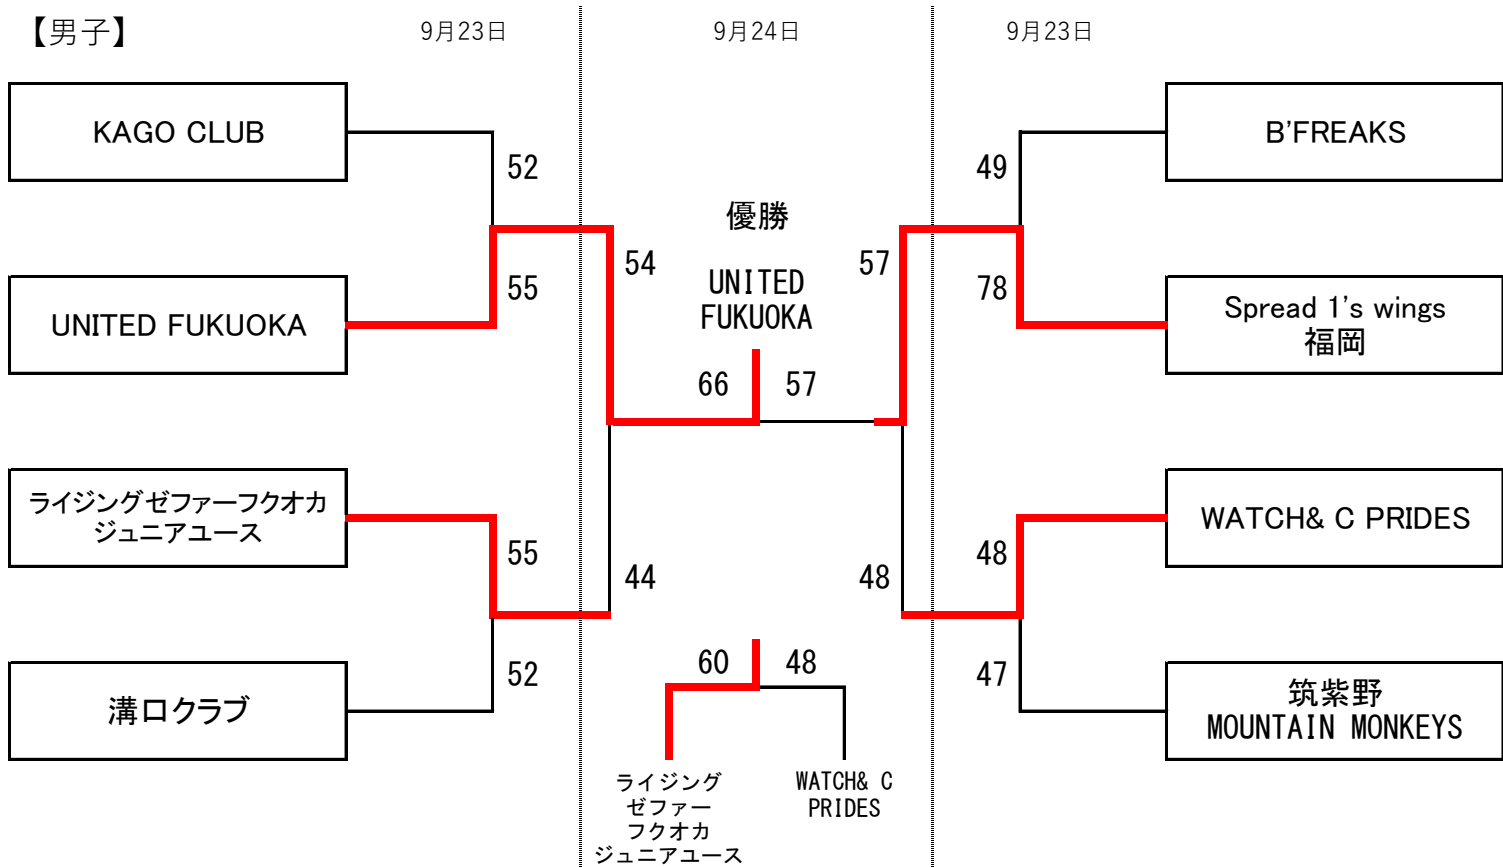 【男子】
9月23日
9月24日
9月23日
KAGO CLUB
B'FREAKS
52
49
優勝
54
57
UNITED
FUKUOKA
55
78
UNITED FUKUOKA
Spread 1's wings
福岡
66
57
ライジングゼファーフクオカ
ジュニアユース
WATCH& C PRIDES
55
48
44
48
60
48
52
47
溝口クラブ
筑紫野
MOUNTAIN MONKEYS
ライジング
ゼファー
フクオカ
ジュニアユース
WATCH& C
PRIDES